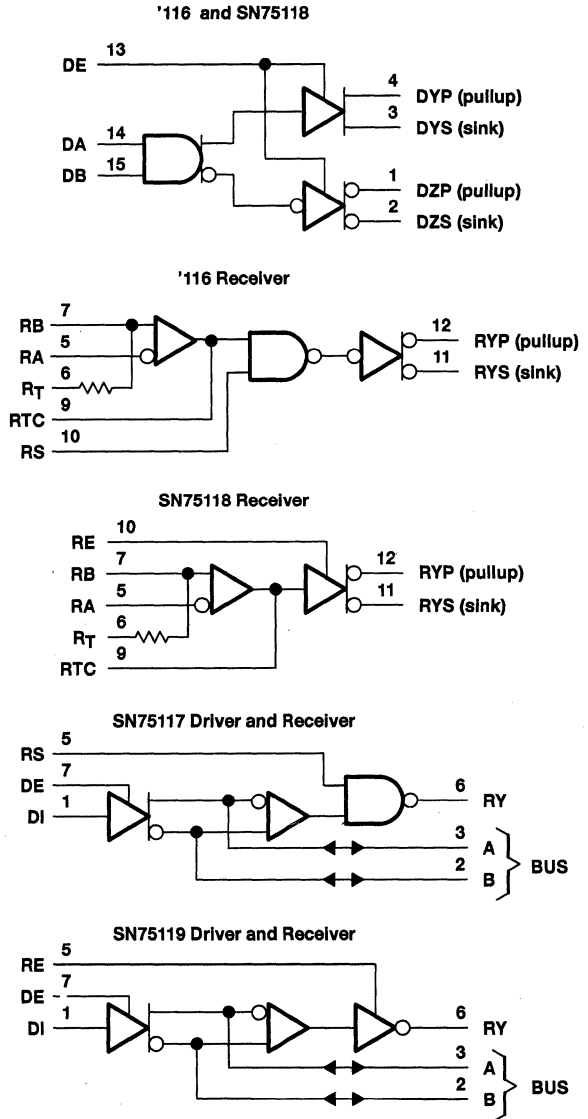 '116 and SN75118
13
DE
4
DYP (pullup)
3
DYS (sink)
14
DA
15
DB
1
DZP (pullup)
2
DZS (sink)
'116 Receiver
7
RB
5
RA
6
RT
9
RTC
10
RS
12
RYP (pullup)
11
RYS (sink)
SN75118 Receiver
10
RE
7
RB
5
RA
6
RT
9
RTC
12
RYP (pullup)
11
RYS (sink)
SN75117 Driver and Receiver
5
RS
7
DE
1
DI
6
RY
3
A
2
B
BUS
SN75119 Driver and Receiver
5
RE
7
DE
1
DI
6
RY
3
A
2
B
BUS